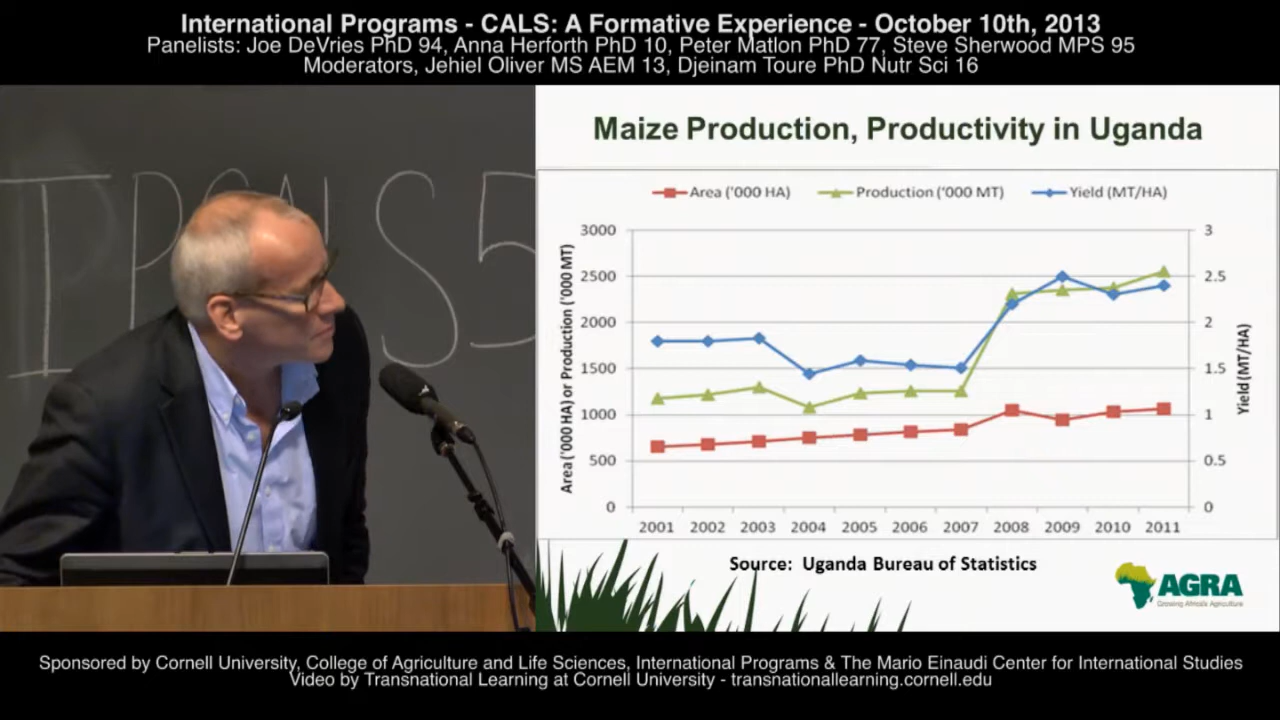 International Programs - CALS: A Formative Experience - October 10th, 2013
Panelists: Joe DeVries PhD 94, Anna Herforth PhD 10, Peter Matlon PhD 77, Steve Sherwood MPS 95
Moderators, Jehiel Oliver MS AEM 13, Djeinam Toure PhD Nutr Sci 16
Maize Production, Productivity in Uganda
Area ('000 HA) Production ('000 MT) Yield (MT/HA)
Area ('000 HA) or Production ('000 MT)
3000
2500
2000
1500
1000
500
0
3
2.5
2
1.5
1
0.5
0
Yield (MT/HA)
2001 2002 2003 2004 2005 2006 2007 2008 2009 2010 2011
Source: Uganda Bureau of Statistics
AGRA
Growing Africa's Agriculture
Sponsored by Cornell University, College of Agriculture and Life Sciences, International Programs & The Mario Einaudi Center for International Studies
Video by Transnational Learning at Cornell University - transnationallearning.cornell.edu